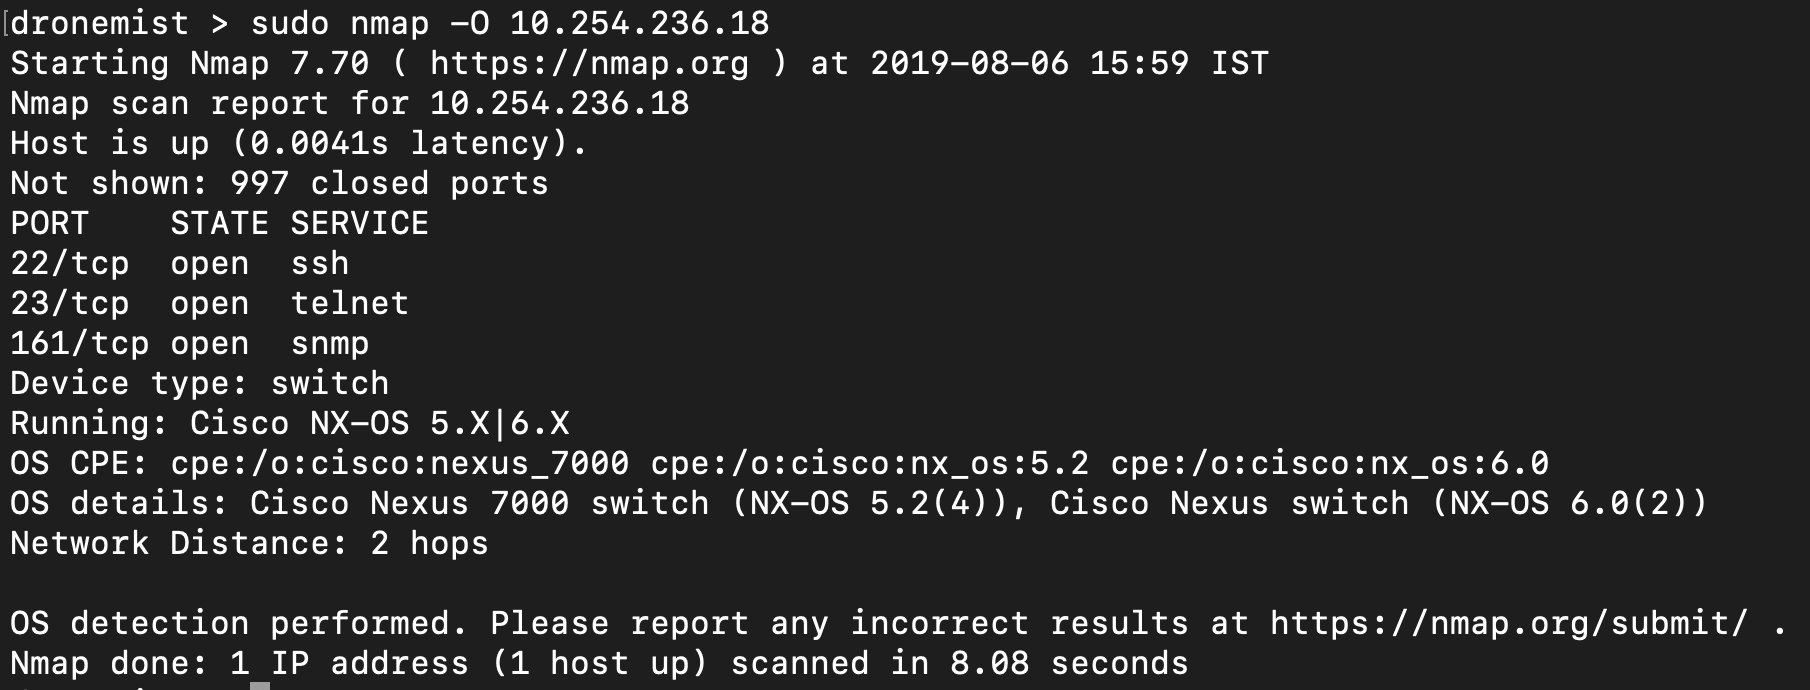 [dronemist > sudo nmap -O 10.254.236.18
Starting Nmap 7.70 ( https://nmap.org ) at 2019-08-06 15:59 IST
Nmap scan report for 10.254.236.18
Host is up (0.0041s latency).
Not shown: 997 closed ports
PORT    STATE SERVICE
22/tcp  open  ssh
23/tcp  open  telnet
161/tcp open  snmp
Device type: switch
Running: Cisco NX-OS 5.X|6.X
OS CPE: cpe:/o:cisco:nexus_7000 cpe:/o:cisco:nx_os:5.2 cpe:/o:cisco:nx_os:6.0
OS details: Cisco Nexus 7000 switch (NX-OS 5.2(4)), Cisco Nexus switch (NX-OS 6.0(2))
Network Distance: 2 hops
OS detection performed. Please report any incorrect results at https://nmap.org/submit/ .
Nmap done: 1 IP address (1 host up) scanned in 8.08 seconds